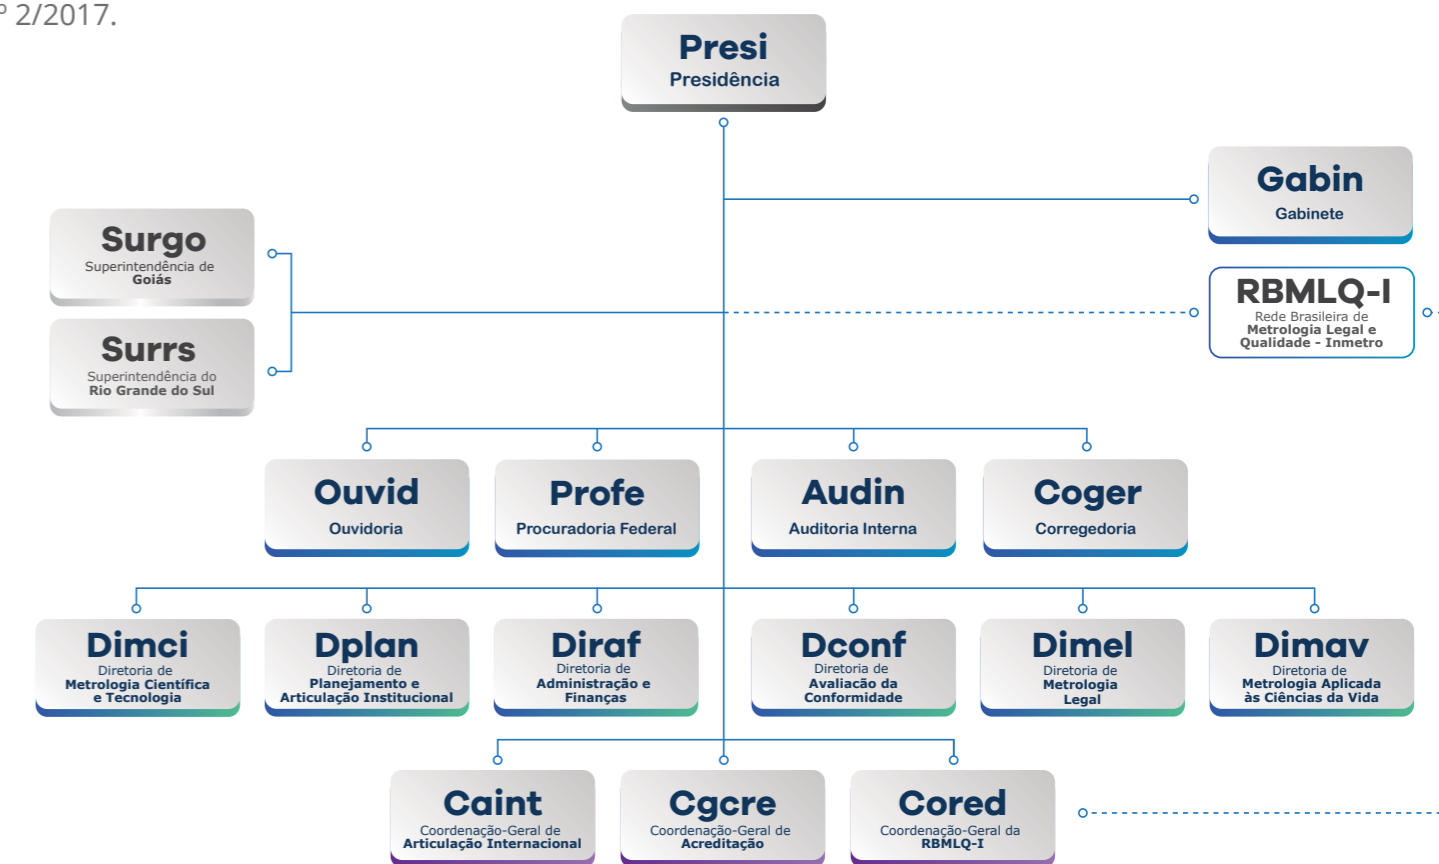 º 2/2017.
Presi
Presidência
Gabin
Gabinete
Surgo
Superintendência de
Goiás
RBMLQ-I
Rede Brasileira de
Metrologia Legal e
Qualidade - Inmetro
Surrs
Superintendência do
Rio Grande do Sul
Ouvid
Ouvidoria
Profe
Procuradoria Federal
Audin
Auditoria Interna
Coger
Corregedoria
Dimci
Diretoria de
Metrologia Científica
e Tecnologia
Dplan
Diretoria de
Planejamento e
Articulação Institucional
Diraf
Diretoria de
Administração e
Finanças
Dconf
Diretoria de
Avaliacão da
Conformidade
Dimel
Diretoria de
Metrologia
Legal
Dimav
Diretoria de
Metrologia Aplicada
às Ciências da Vida
Caint
Coordenação-Geral de
Articulação Internacional
Cgcre
Coordenação-Geral de
Acreditação
Cored
Coordenação-Geral da
RBMLQ-I